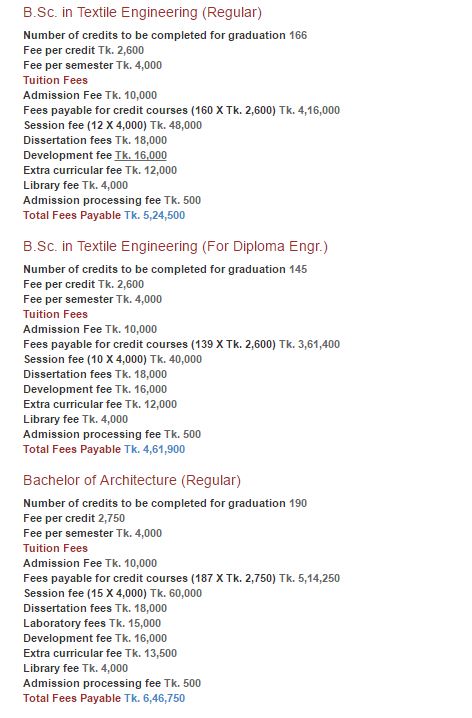 B.Sc. in Textile Engineering (Regular)
Number of credits to be completed for graduation 166
Fee per credit Tk. 2,600
Fee per semester Tk. 4,000
Tuition Fees
Admission Fee Tk. 10,000
Fees payable for credit courses (160 X Tk. 2,600) Tk. 4,16,000
Session fee (12 X 4,000) Tk. 48,000
Dissertation fees Tk. 18,000
Development fee Tk. 16,000
Extra curricular fee Tk. 12,000
Library fee Tk. 4,000
Admission processing fee Tk. 500
Total Fees Payable Tk. 5,24,500
B.Sc. in Textile Engineering (For Diploma Engr.)
Number of credits to be completed for graduation 145
Fee per credit Tk. 2,600
Fee per semester Tk. 4,000
Tuition Fees
Admission Fee Tk. 10,000
Fees payable for credit courses (139 X Tk. 2,600) Tk. 3,61,400
Session fee (10 X 4,000) Tk. 40,000
Dissertation fees Tk. 18,000
Development fee Tk. 16,000
Extra curricular fee Tk. 12,000
Library fee Tk. 4,000
Admission processing fee Tk. 500
Total Fees Payable Tk. 4,61,900
Bachelor of Architecture (Regular)
Number of credits to be completed for graduation 190
Fee per credit 2,750
Fee per semester Tk. 4,000
Tuition Fees
Admission Fee Tk. 10,000
Fees payable for credit courses (187 X Tk. 2,750) Tk. 5,14,250
Session fee (15 X 4,000) Tk. 60,000
Dissertation fees Tk. 18,000
Laboratory fees Tk. 15,000
Development fee Tk. 16,000
Extra curricular fee Tk. 13,500
Library fee Tk. 4,000
Admission processing fee Tk. 500
Total Fees Payable Tk. 6,46,750